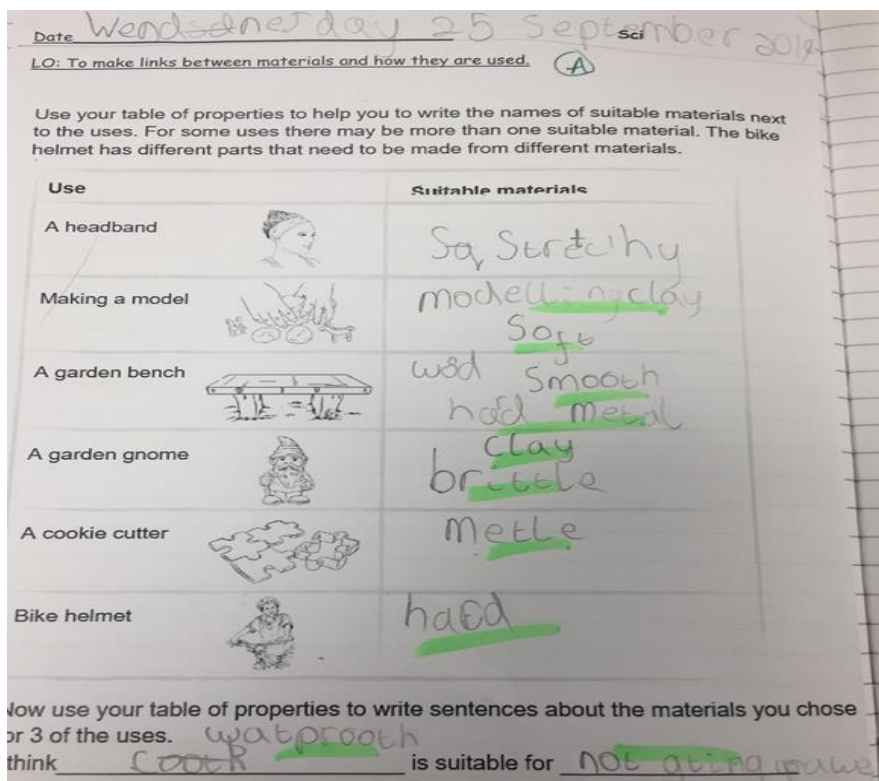 Date Wendsdnesday 25 September 2019
Sci
LO: To make links between materials and how they are used.
A
Use your table of properties to help you to write the names of suitable materials next
to the uses. For some uses there may be more than one suitable material. The bike
helmet has different parts that need to be made from different materials.
Use Suitable materials
A headband Sq Stretchy
Making a model modelling clay
Soft
A garden bench wod Smooth
hard metal
A garden gnome Clay
brittle
A cookie cutter Metle
Bike helmet hard
Now use your table of properties to write sentences about the materials you chose
or 3 of the uses. watprooth
think is suitable for not